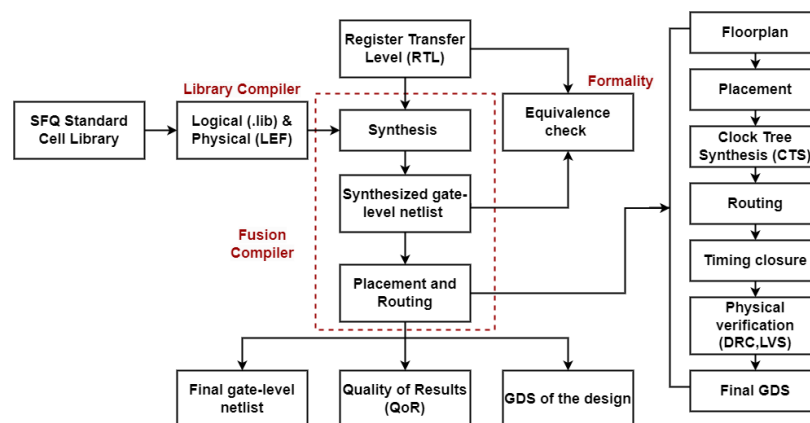 Register Transfer
Level (RTL)
Library Compiler
Formality
SFQ Standard
Cell Library
Logical (.lib) &
Physical (LEF)
Synthesis
Equivalence
check
Synthesized gate-
level netlist
Fusion
Compiler
Placement and
Routing
Final gate-level
netlist
Quality of Results
(QoR)
GDS of the design
Floorplan
Placement
Clock Tree
Synthesis (CTS)
Routing
Timing closure
Physical
verification
(DRC,LVS)
Final GDS